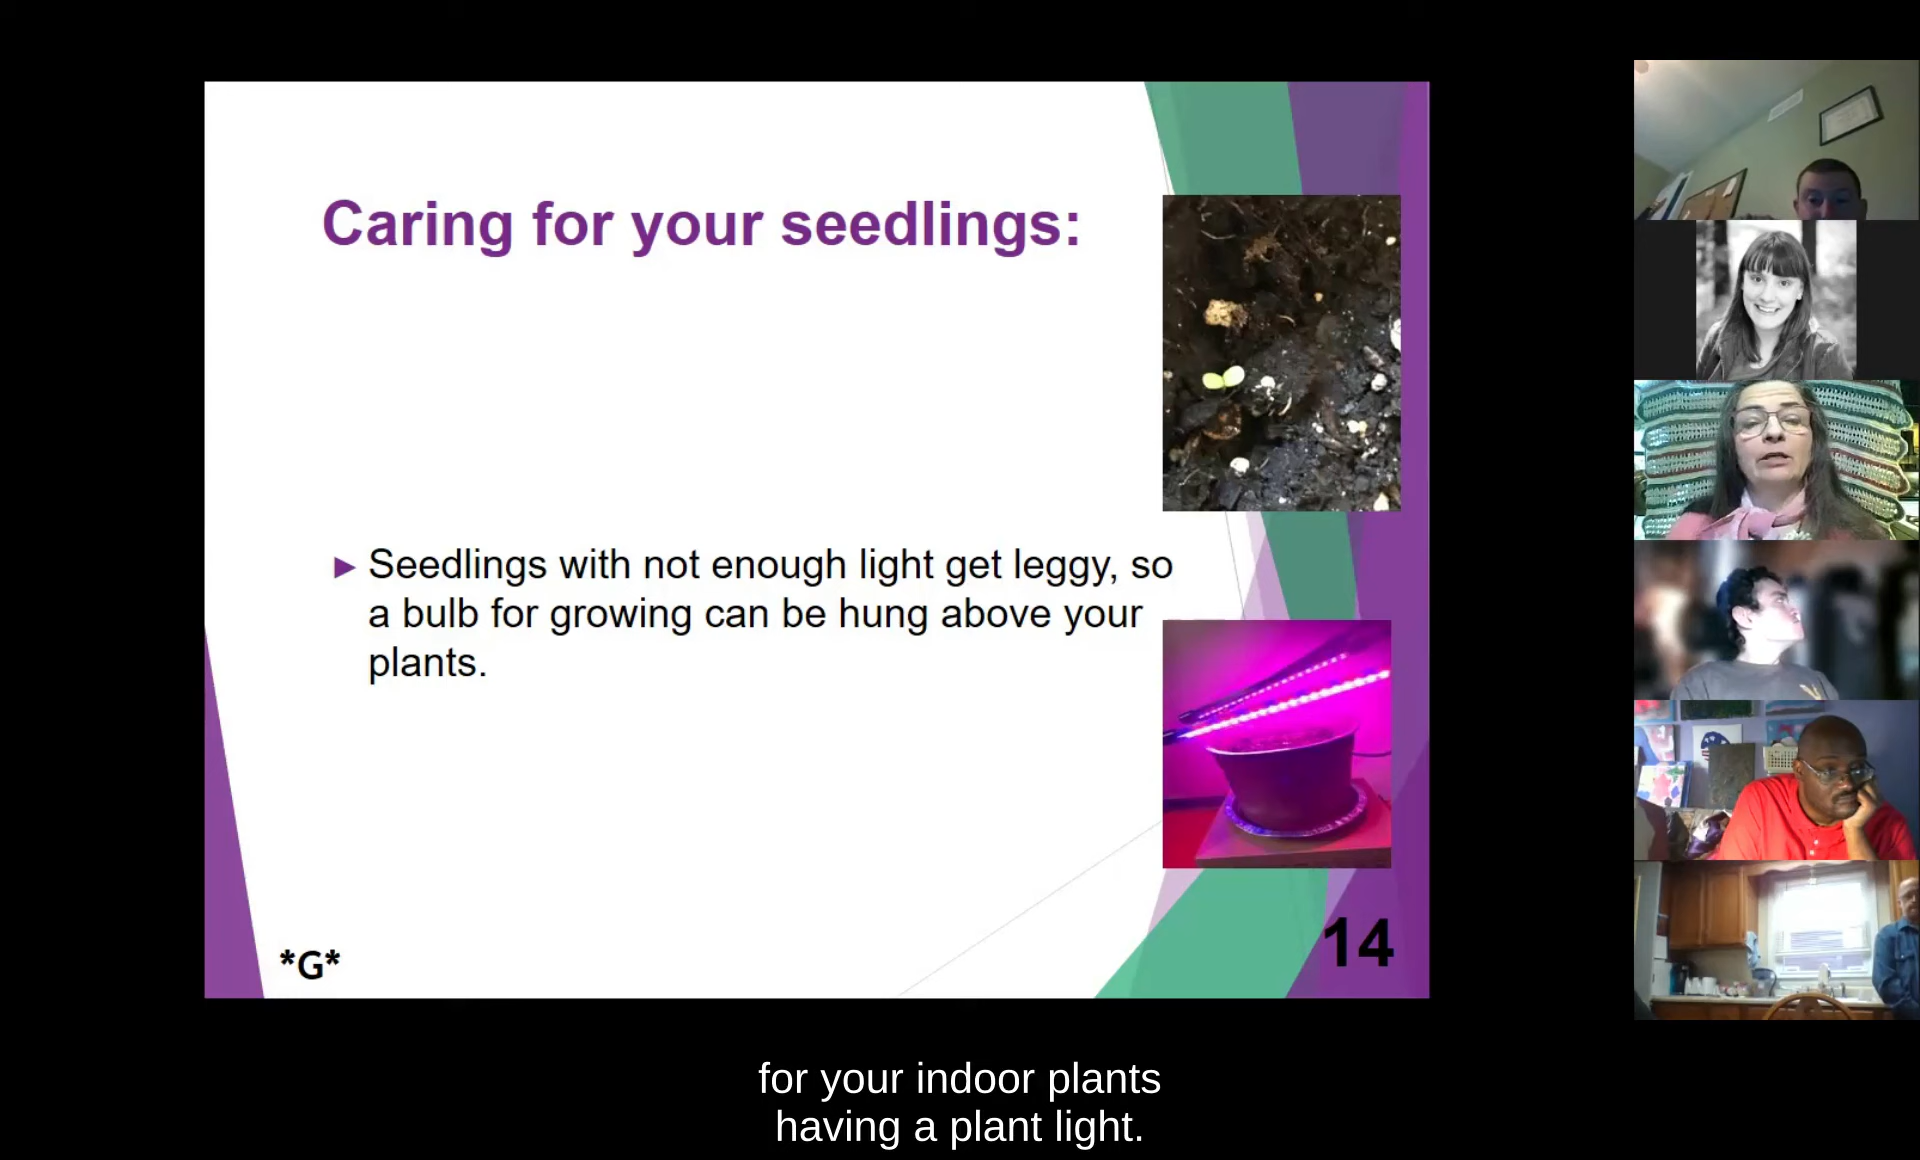 Caring for your seedlings:
Seedlings with not enough light get leggy, so
a bulb for growing can be hung above your
plants.
*G*
14
for your indoor plants
having a plant light.